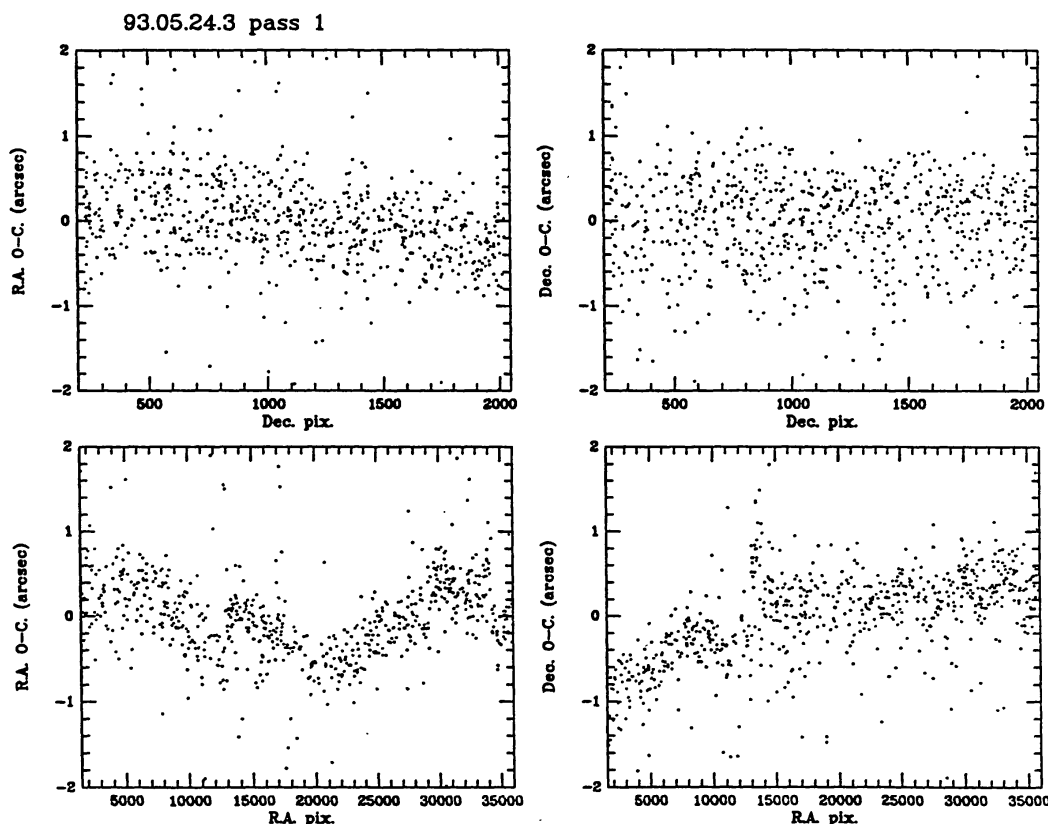 93.05.24.3 pass 1
2
1
0
−1
−2
R.A. O−C. (arcsec)
500 1000 1500 2000
Dec. pix.
2
1
0
−1
−2
Dec. O−C. (arcsec)
500 1000 1500 2000
Dec. pix.
2
1
0
−1
−2
R.A. O−C. (arcsec)
5000 10000 15000 20000 25000 30000 35000
R.A. pix.
2
1
0
−1
−2
Dec. O−C. (arcsec)
5000 10000 15000 20000 25000 30000 35000
R.A. pix.